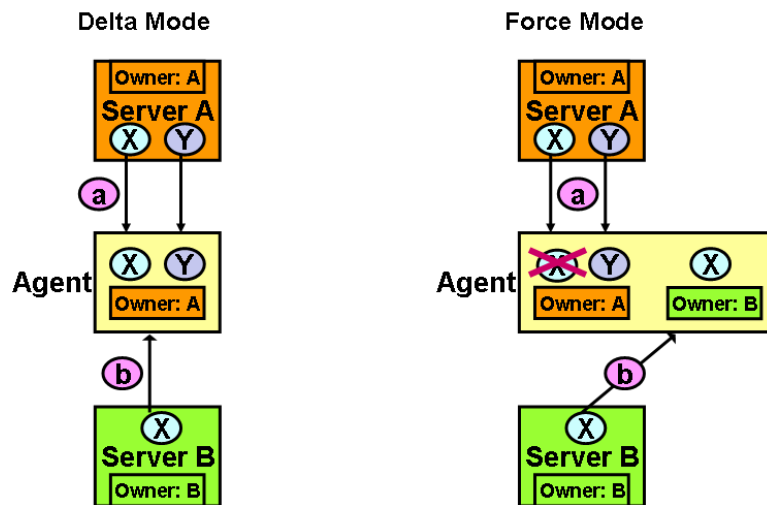 Delta Mode
Force Mode
Owner: A
Server A
X Y
a
Agent
X Y
Owner: A
b
X
Server B
Owner: B
Owner: A
Server A
X Y
a
Agent
X Y X
Owner: A
Owner: B
b
X
Server B
Owner: B